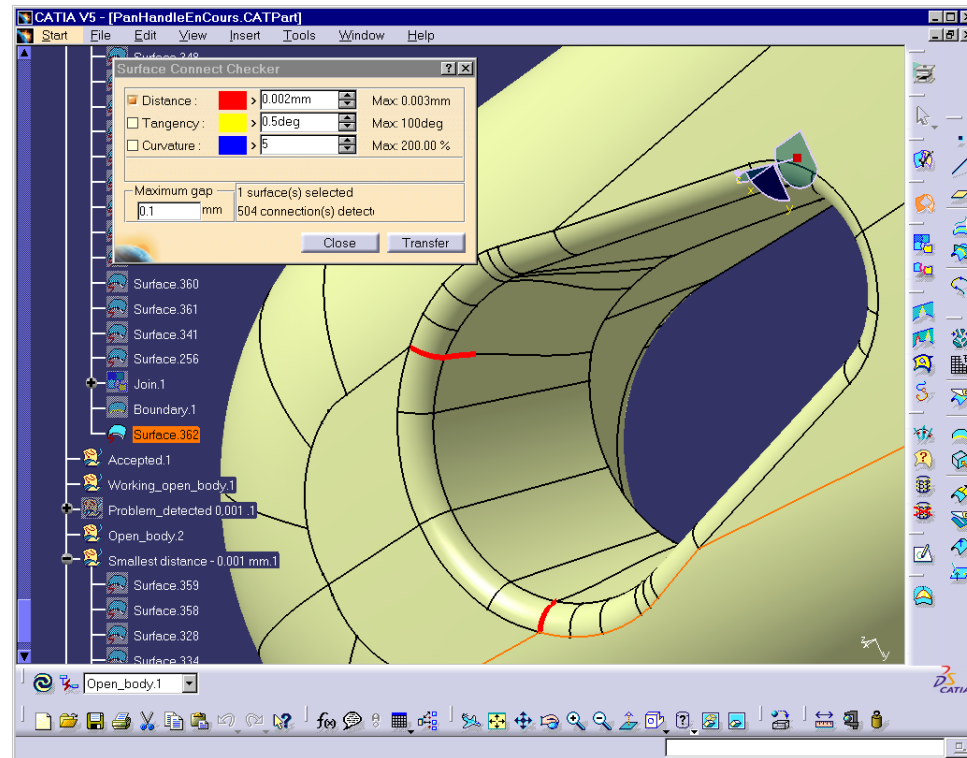 CATIA V5 - [PanHandleEnCours.CATPart]
Start File Edit View Insert Tools Window Help
Surface.348
Surface Connect Checker
Distance : > 0.002mm Max: 0.003mm
Tangency : > 0.5deg Max: 100deg
Curvature : > 5 Max: 200.00 %
Maximum gap
1 surface(s) selected
0.1 mm
504 connection(s) detect
Close Transfer
x
y
Surface.360
Surface.361
Surface.341
Surface.256
Join.1
Boundary.1
Surface.362
Accepted.1
Working_open_body.1
Problem_detected 0,001 .1
Open_body.2
Smallest distance - 0.001 mm.1
Surface.359
Surface.358
Surface.328
Surface.334
z
y
Open_body.1
DS
CATIA
f(x)